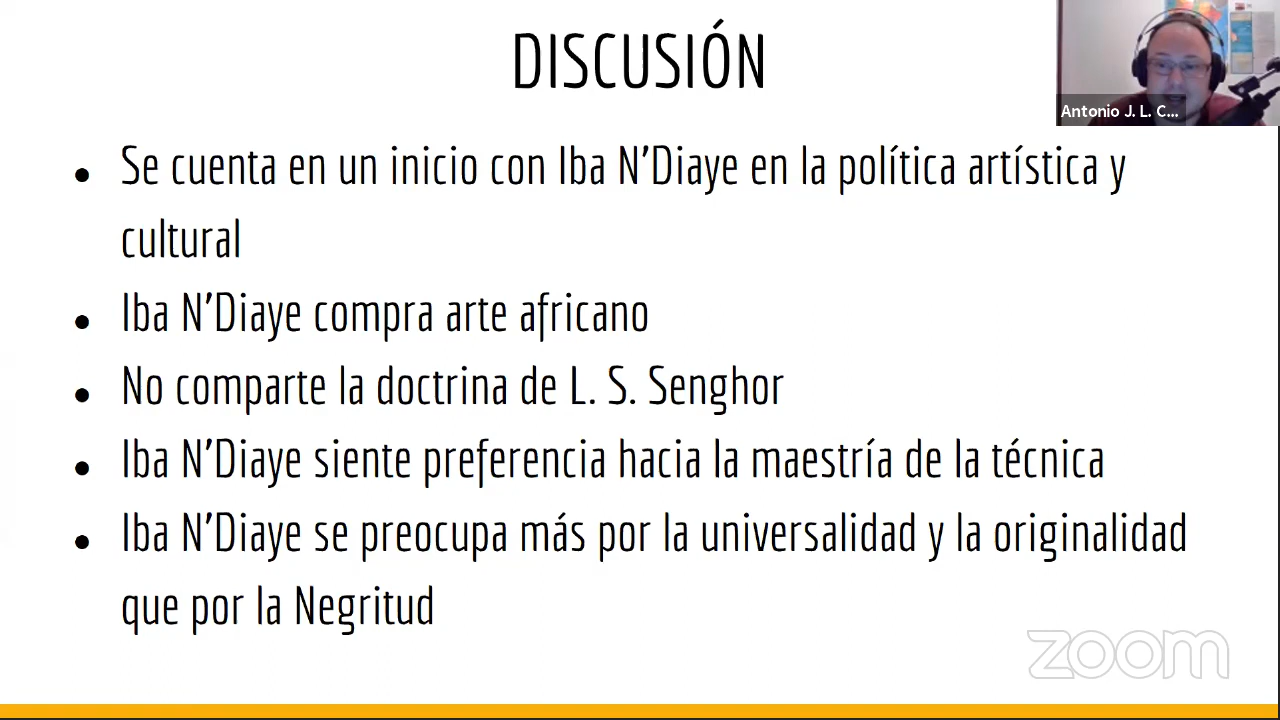 DISCUSIÓN
Antonio J. L. C...
• Se cuenta en un inicio con Iba N'Diaye en la política artística y
cultural
• Iba N'Diaye compra arte africano
• No comparte la doctrina de L. S. Senghor
• Iba N'Diaye siente preferencia hacia la maestría de la técnica
• Iba N'Diaye se preocupa más por la universalidad y la originalidad
que por la Negritud
zoom